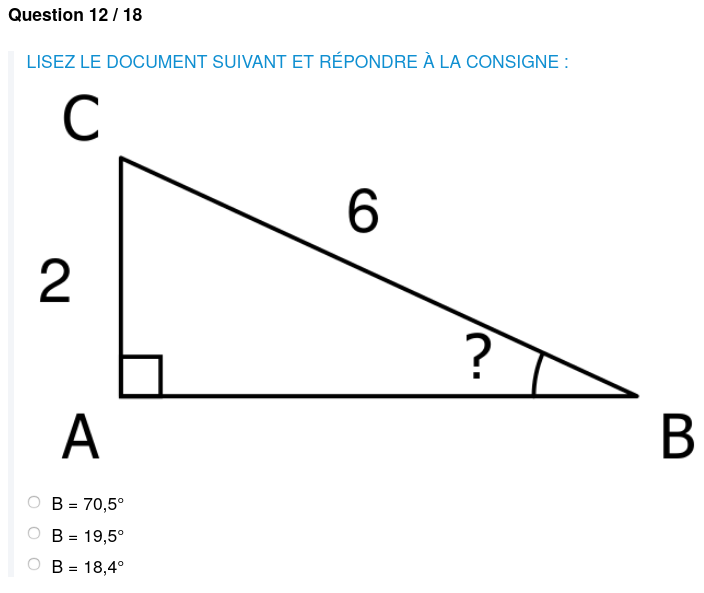 Question 12 / 18
LISEZ LE DOCUMENT SUIVANT ET RÉPONDRE À LA CONSIGNE :
C
6
2
?
A
B
B = 70,5°
B = 19,5°
B = 18,4°